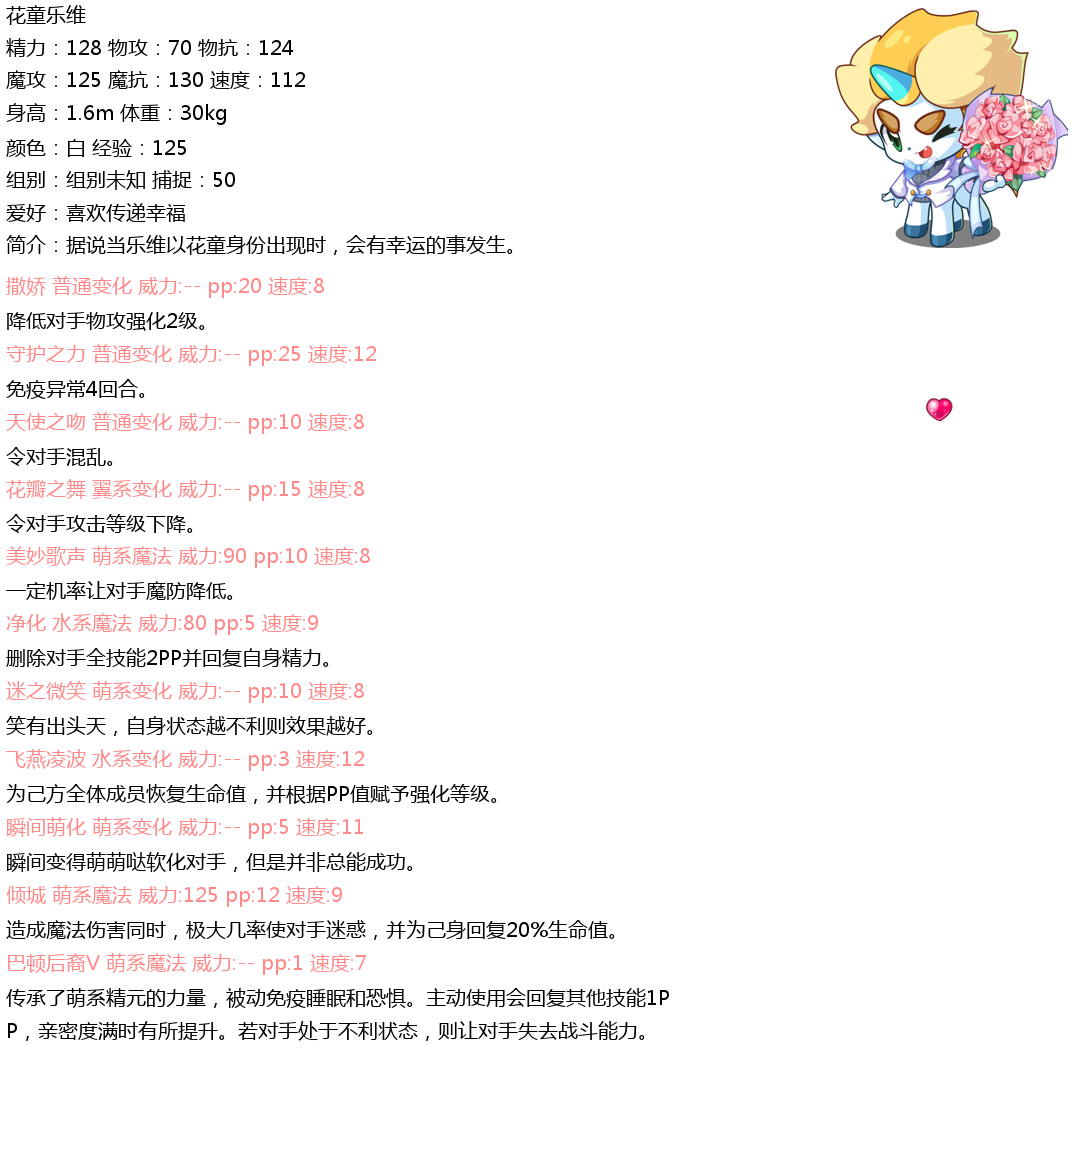 花童乐维
精力：128 物攻：70 物抗：124
魔攻：125 魔抗：130 速度：112
身高：1.6m 体重：30kg
颜色：白 经验：125
组别：组别未知 捕捉：50
爱好：喜欢传递幸福
简介：据说当乐维以花童身份出现时，会有幸运的事发生。
撒娇 普通变化 威力:-- pp:20 速度:8
降低对手物攻强化2级。
守护之力 普通变化 威力:-- pp:25 速度:12
免疫异常4回合。
天使之吻 普通变化 威力:-- pp:10 速度:8
令对手混乱。
花瓣之舞 翼系变化 威力:-- pp:15 速度:8
令对手攻击等级下降。
美妙歌声 萌系魔法 威力:90 pp:10 速度:8
一定机率让对手魔防降低。
净化 水系魔法 威力:80 pp:5 速度:9
删除对手全技能2PP并回复自身精力。
迷之微笑 萌系变化 威力:-- pp:10 速度:8
笑有出头天，自身状态越不利则效果越好。
飞燕凌波 水系变化 威力:-- pp:3 速度:12
为己方全体成员恢复生命值，并根据PP值赋予强化等级。
瞬间萌化 萌系变化 威力:-- pp:5 速度:11
瞬间变得萌萌哒软化对手，但是并非总能成功。
倾城 萌系魔法 威力:125 pp:12 速度:9
造成魔法伤害同时，极大几率使对手迷惑，并为己身回复20%生命值。
巴顿后裔V 萌系魔法 威力:-- pp:1 速度:7
传承了萌系精元的力量，被动免疫睡眠和恐惧。主动使用会回复其他技能1P
P，亲密度满时有所提升。若对手处于不利状态，则让对手失去战斗能力。